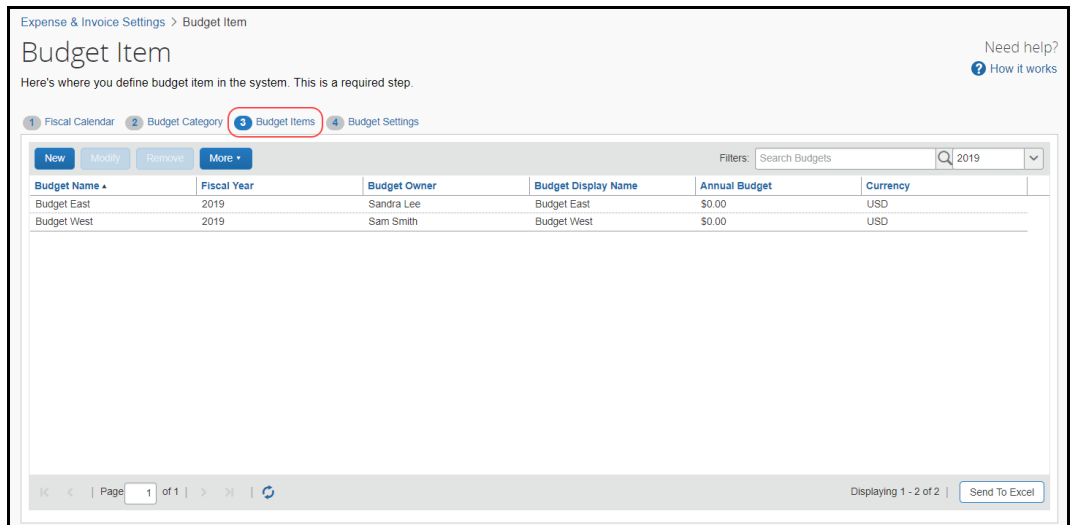 Expense & Invoice Settings > Budget Item
Budget Item
Need help?
? How it works
Here's where you define budget item in the system. This is a required step.
1 Fiscal Calendar 2 Budget Category 3 Budget Items 4 Budget Settings
New Modify Remove More Filters: Search Budgets 2019
Budget Name Fiscal Year Budget Owner Budget Display Name Annual Budget Currency
Budget East 2019 Sandra Lee Budget East $0.00 USD
Budget West 2019 Sam Smith Budget West $0.00 USD
Page 1 of 1 Displaying 1 - 2 of 2 Send To Excel